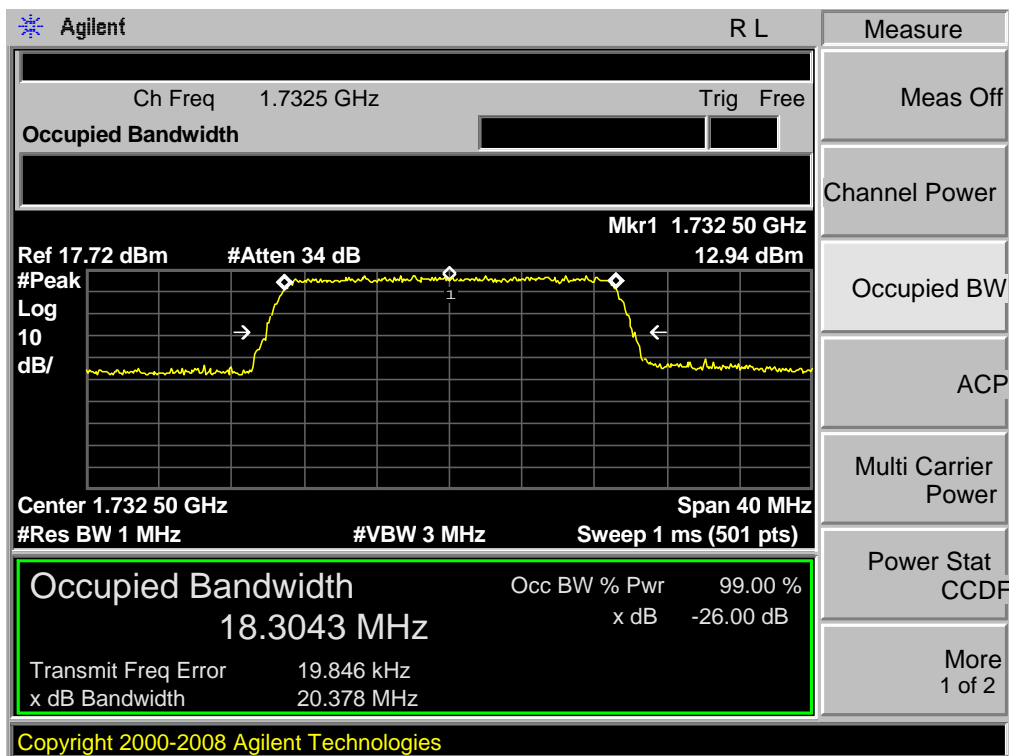 Agilent R L
Measure
Ch Freq 1.7325 GHz Trig Free
Occupied Bandwidth
Meas Off
Channel Power
Mkr1 1.732 50 GHz
Ref 17.72 dBm #Atten 34 dB 12.94 dBm
#Peak
Log
10
dB/
1
Occupied BW
ACP
Multi Carrier
Power
Center 1.732 50 GHz Span 40 MHz
#Res BW 1 MHz #VBW 3 MHz Sweep 1 ms (501 pts)
Occupied Bandwidth Occ BW % Pwr 99.00 %
18.3043 MHz x dB -26.00 dB
Transmit Freq Error 19.846 kHz
x dB Bandwidth 20.378 MHz
Power Stat
CCDF
More
1 of 2
Copyright 2000-2008 Agilent Technologies